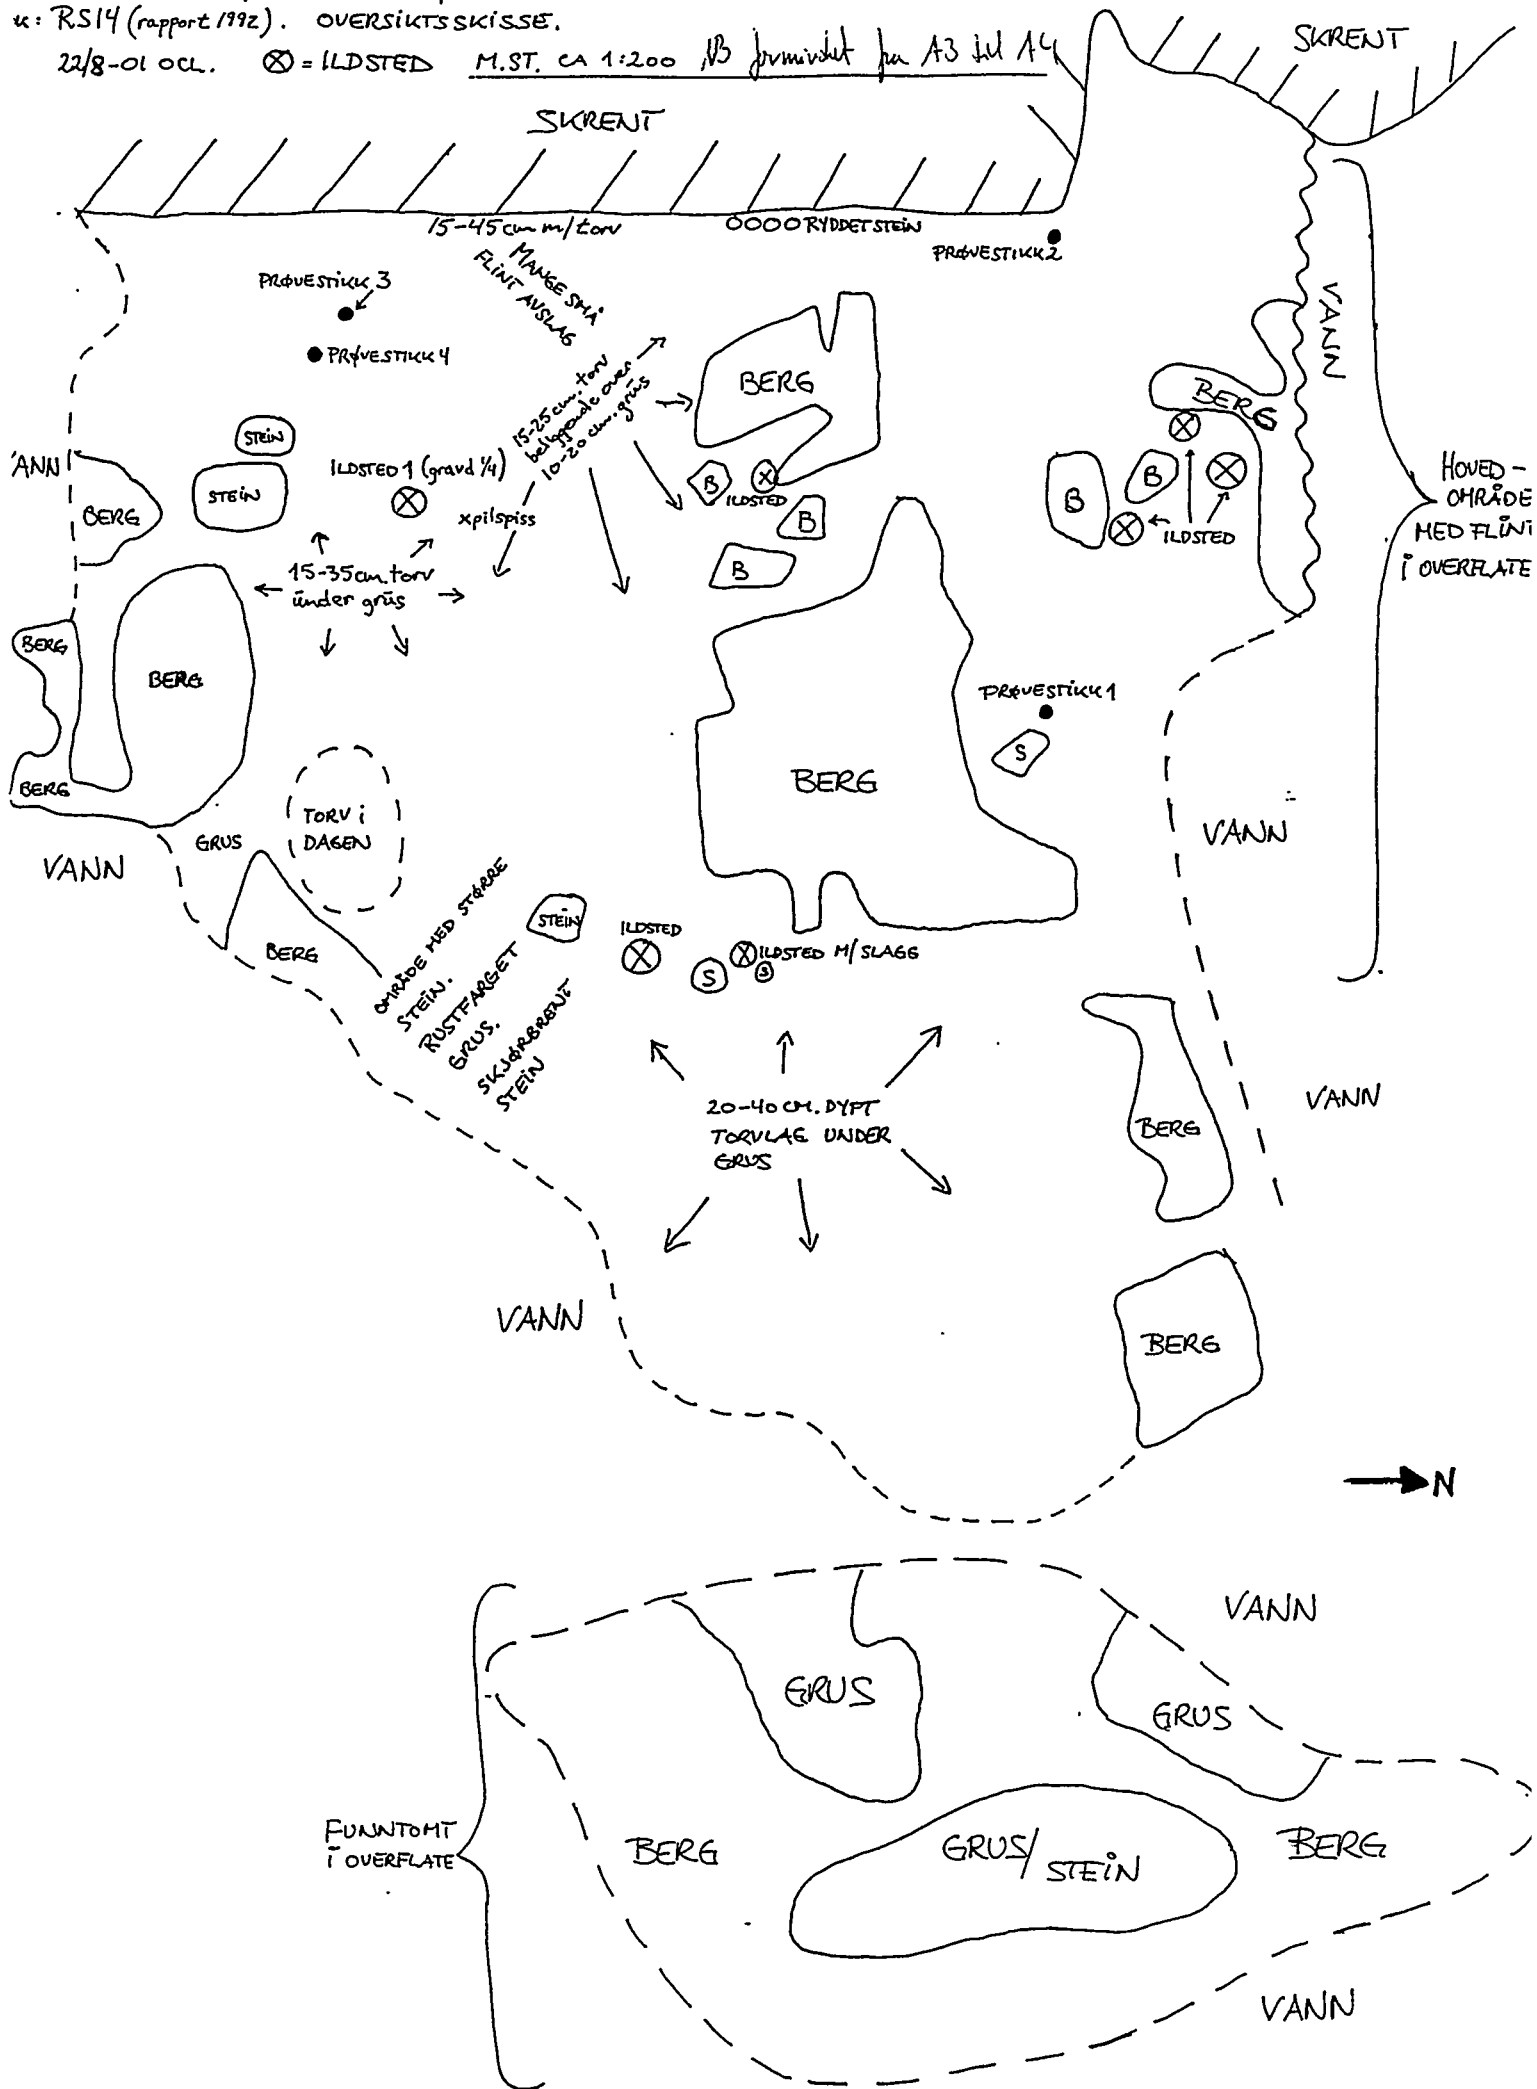 RS14 (rapport 1992). OVERSIKTSSKISSE.
22/8-01 OCL. ⊗ = ILDSTED M.ST. CA 1:200 NB forminsket fra A3 til A4
SKRENT
SKRENT
15-45 cm m/torv
OOOO RYDDET STEIN
PRØVESTIKK 2
MANGE SMÅ
FLINT AVSLAG
PRØVESTIKK 3
PRØVESTIKK 4
VANN
15-25 cm. torv
beliggende over
10-20 cm. grus
BERG
BERG
STEIN
STEIN
ILDSTED 1 (gravd 1/4)
xpilspiss
'ANN
BERG
B
ILDSTED
B
B
B
B
ILDSTED
HOVED-
OMRÅDE
MED FLINT
I OVERFLATE
15-35 cm. torv
under grus
BERG
BERG
BERG
PRØVESTIKK 1
S
BERG
TORV i
DAGEN
GRUS
VANN
VANN
BERG
OMRÅDE MED STØRRE
STEIN.
RUSTFARGET
GRUS.
SKJØRBRENT
STEIN
STEIN
ILDSTED
ILDSTED M/SLAGG
S
S
20-40 CM. DYPT
TORVLAG UNDER
GRUS
BERG
VANN
VANN
BERG
N
VANN
GRUS
GRUS
FUNNTOMT
I OVERFLATE
BERG
GRUS/
STEIN
BERG
VANN